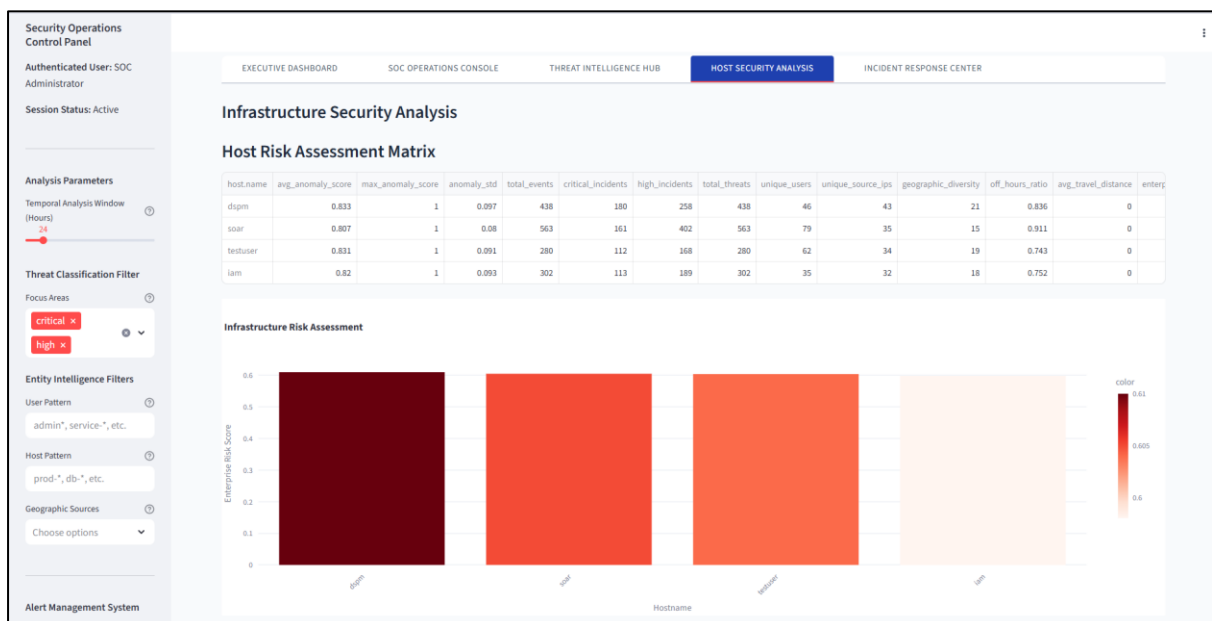 Security Operations
Control Panel
Authenticated User: SOC
Administrator
Session Status: Active
Analysis Parameters
Temporal Analysis Window
(Hours)
24
Threat Classification Filter
Focus Areas
critical ×
high ×
Entity Intelligence Filters
User Pattern
admin*, service-*, etc.
Host Pattern
prod-*, db-*, etc.
Geographic Sources
Choose options
Alert Management System
EXECUTIVE DASHBOARD SOC OPERATIONS CONSOLE THREAT INTELLIGENCE HUB HOST SECURITY ANALYSIS INCIDENT RESPONSE CENTER
Infrastructure Security Analysis
Host Risk Assessment Matrix
host.name avg_anomaly_score max_anomaly_score anomaly_std total_events critical_incidents high_incidents total_threats unique_users unique_source_ips geographic_diversity off_hours_ratio avg_travel_distance enterp
dspm 0.833 1 0.097 438 180 258 438 46 43 21 0.836 0
soar 0.807 1 0.08 563 161 402 563 79 35 15 0.911 0
testuser 0.831 1 0.091 280 112 168 280 62 34 19 0.743 0
iam 0.82 1 0.093 302 113 189 302 35 32 18 0.752 0
Infrastructure Risk Assessment
Enterprise Risk Score
0.6
0.5
0.4
0.3
0.2
0.1
0
dspm soar testuser iam
Hostname
color
0.61
0.605
0.6